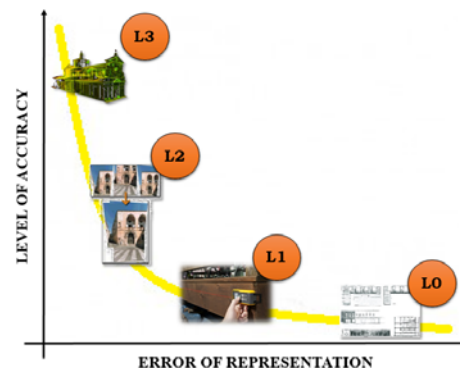 L3
L2
L1
L0
LEVEL OF ACCURACY
ERROR OF REPRESENTATION